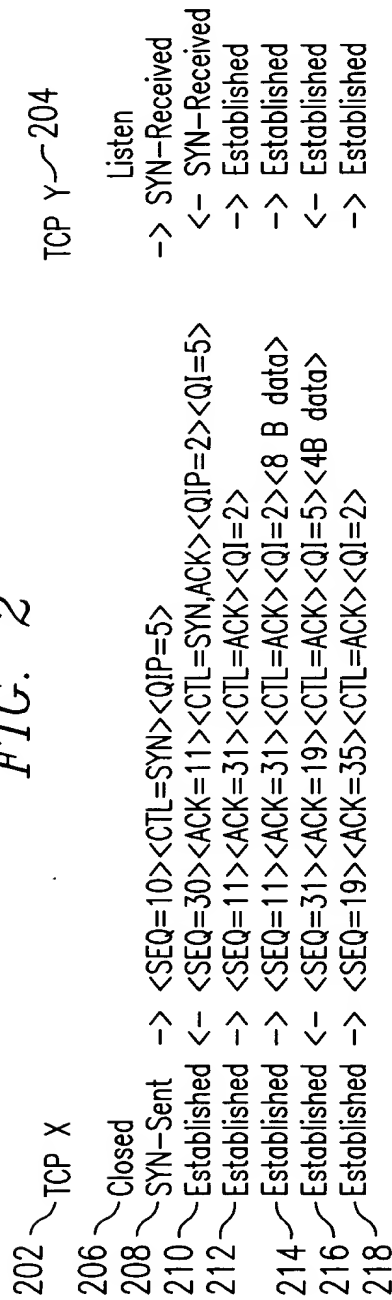 FIG. 2
202 TCP X TCP Y 204
206 Closed Listen
208 SYN-Sent -> <SEQ=10><CTL=SYN><QIP=5> -> SYN-Received
210 Established <- <SEQ=30><ACK=11><CTL=SYN,ACK><QIP=2><QI=5> <- SYN-Received
212 Established -> <SEQ=11><ACK=31><CTL=ACK><QI=2> -> Established
214 Established -> <SEQ=11><ACK=31><CTL=ACK><QI=2><8 B data> -> Established
216 Established <- <SEQ=31><ACK=19><CTL=ACK><QI=5><4B data> <- Established
218 Established -> <SEQ=19><ACK=35><CTL=ACK><QI=2> -> Established